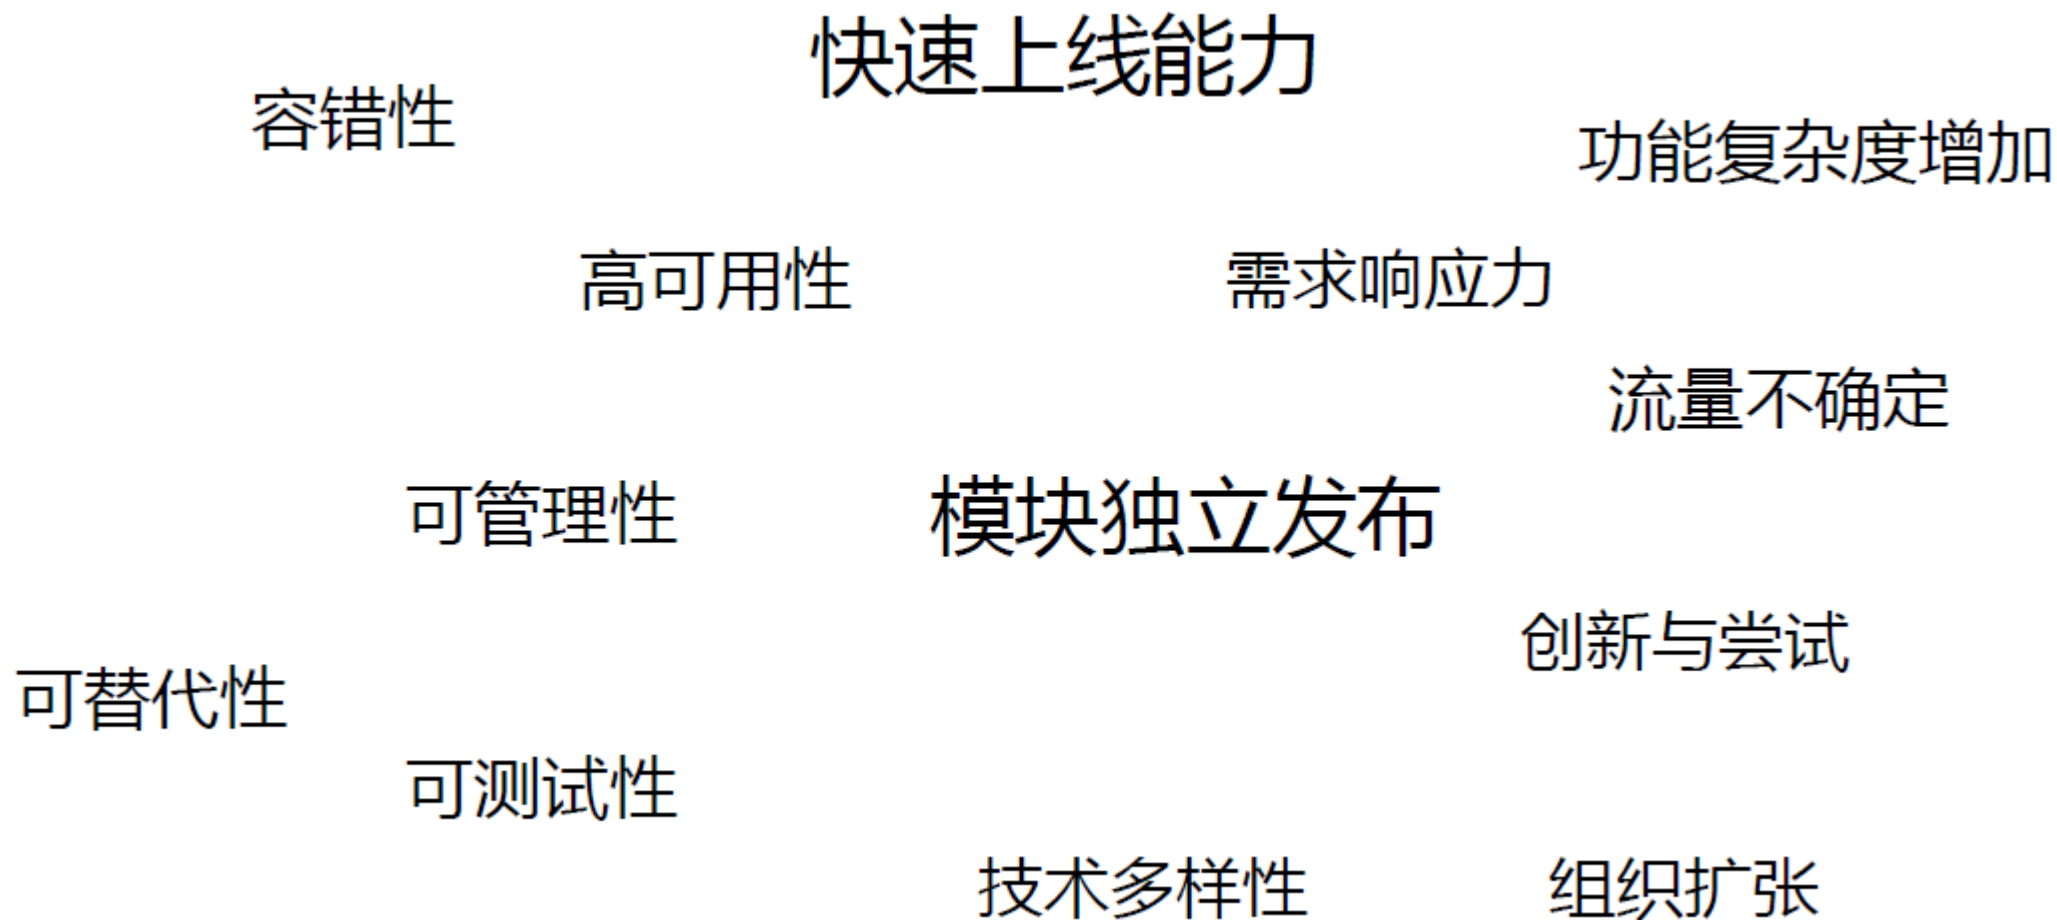 快速上线能力
容错性
功能复杂度增加
高可用性
需求响应力
流量不确定
可管理性
模块独立发布
创新与尝试
可替代性
可测试性
技术多样性
组织扩张